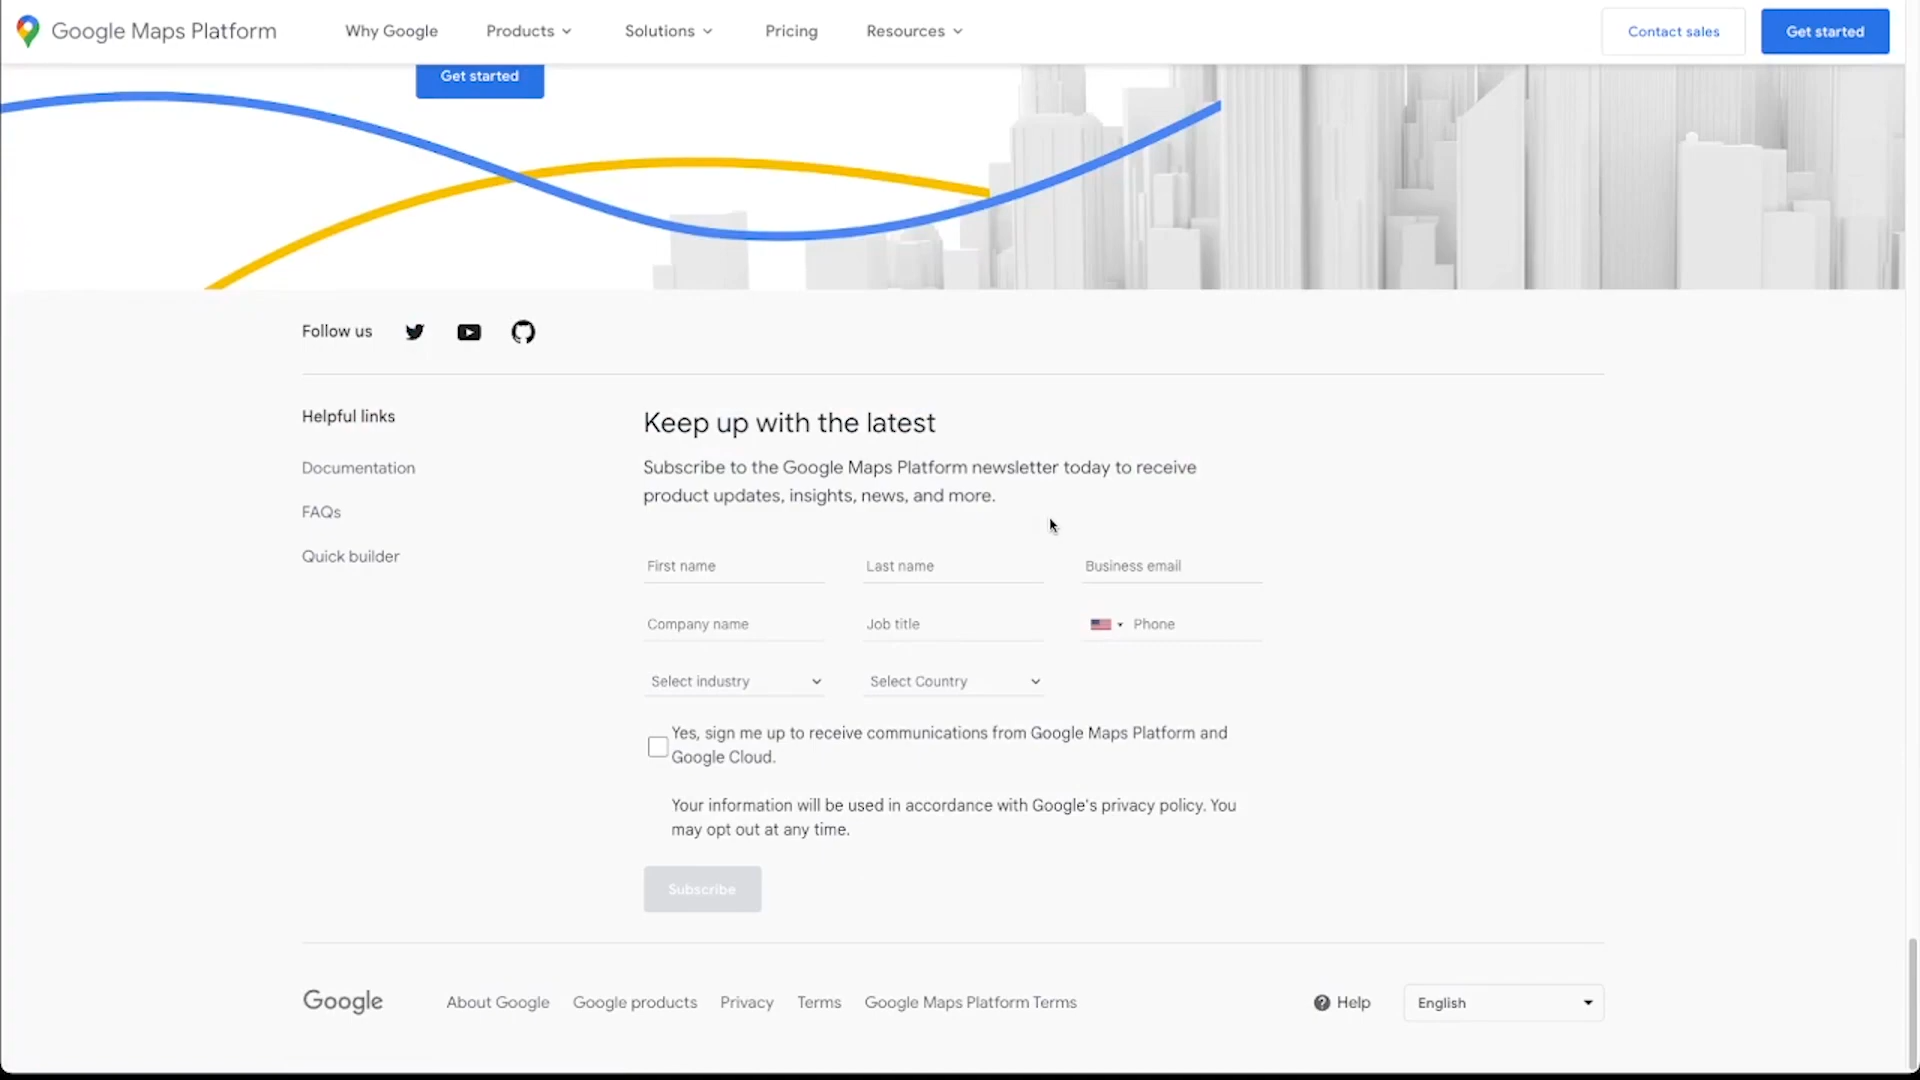 Google Maps Platform Why Google Products Solutions Pricing Resources Contact sales Get started
Get started
Follow us
Helpful links
Documentation
FAQs
Quick builder
Keep up with the latest
Subscribe to the Google Maps Platform newsletter today to receive
product updates, insights, news, and more.
First name Last name Business email
Company name Job title Phone
Select industry Select Country
Yes, sign me up to receive communications from Google Maps Platform and
Google Cloud.
Your information will be used in accordance with Google's privacy policy. You
may opt out at any time.
Subscribe
Google About Google Google products Privacy Terms Google Maps Platform Terms Help English